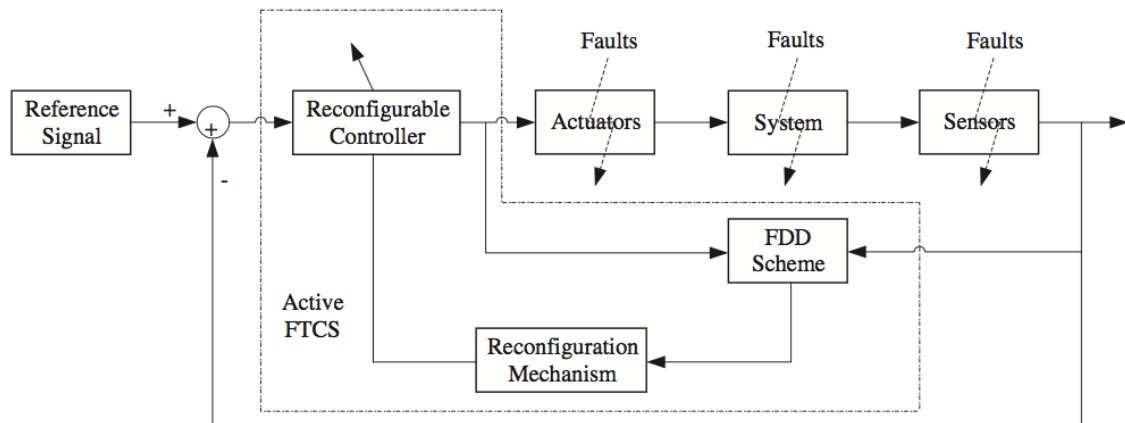 Faults
Faults
Faults
Reference
Signal
+
+
-
Reconfigurable
Controller
Actuators
System
Sensors
FDD
Scheme
Active
FTCS
Reconfiguration
Mechanism